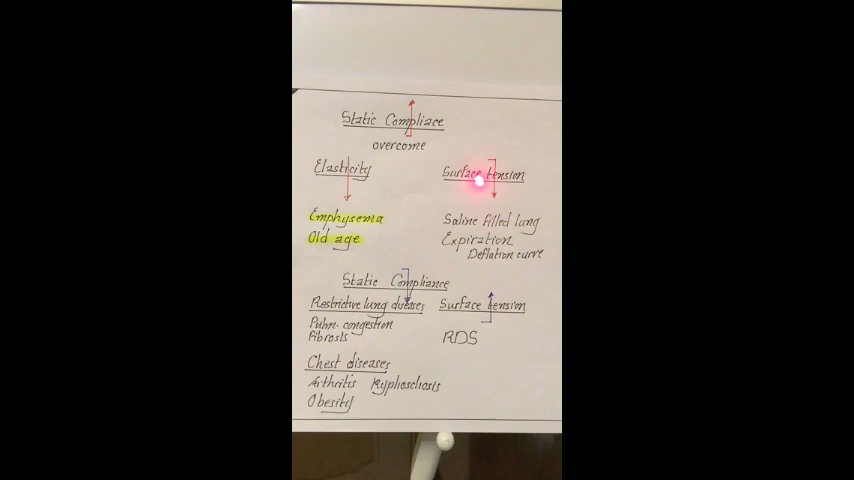 Static Compliace
overcome
Elasticity Surface tension
Emphysema Saline filled lung
Old age Expiration
Deflation curve
Static Compliance
Restrictive lung diseases Surface tension
Pulm. congestion
Fibrosis RDS
Chest diseases
Arthritis Kyphoscliosis
Obesity